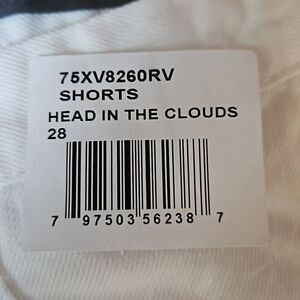 75XV8260RV
SHORTS
HEAD IN THE CLOUDS
28
7 97503 56238 7